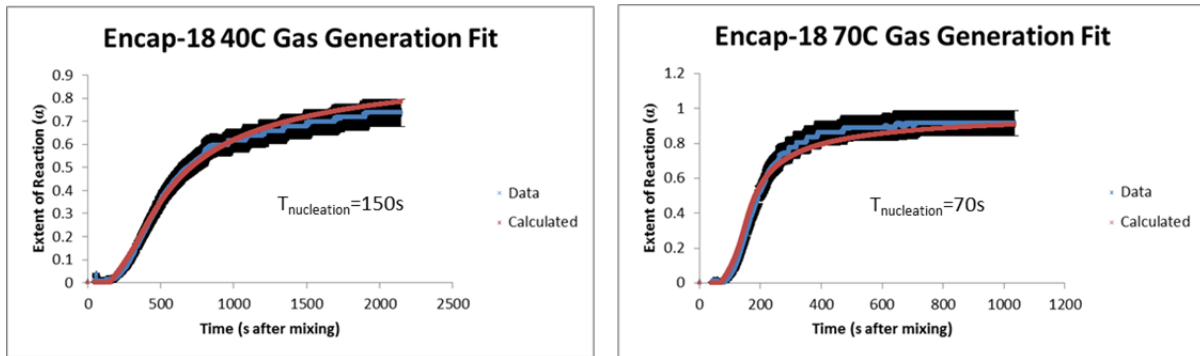 Encap-18 40C Gas Generation Fit
0.9
0.8
0.7
0.6
0.5
0.4
0.3
0.2
0.1
0
Extent of Reaction (α)
0 500 1000 1500 2000 2500
Time (s after mixing)
Tnucleation=150s
Data
Calculated
Encap-18 70C Gas Generation Fit
1.2
1
0.8
0.6
0.4
0.2
0
Extent of Reaction (α)
0 200 400 600 800 1000 1200
Time (s after mixing)
Tnucleation=70s
Data
Calculated